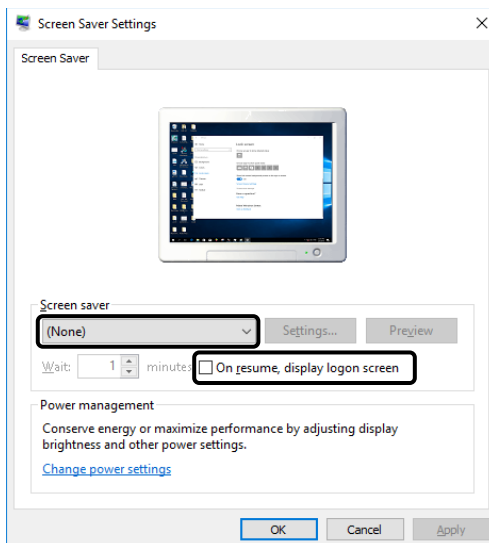 Screen Saver Settings
Screen Saver
Lock screen
Screen saver
(None)
Settings...
Preview
Wait:
1
minutes
On resume, display logon screen
Power management
Conserve energy or maximize performance by adjusting display
brightness and other power settings.
Change power settings
OK
Cancel
Apply